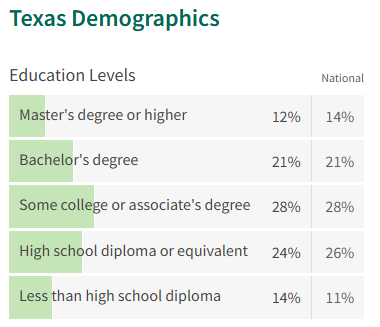 Texas Demographics
Education Levels National
Master's degree or higher 12% 14%
Bachelor's degree 21% 21%
Some college or associate's degree 28% 28%
High school diploma or equivalent 24% 26%
Less than high school diploma 14% 11%